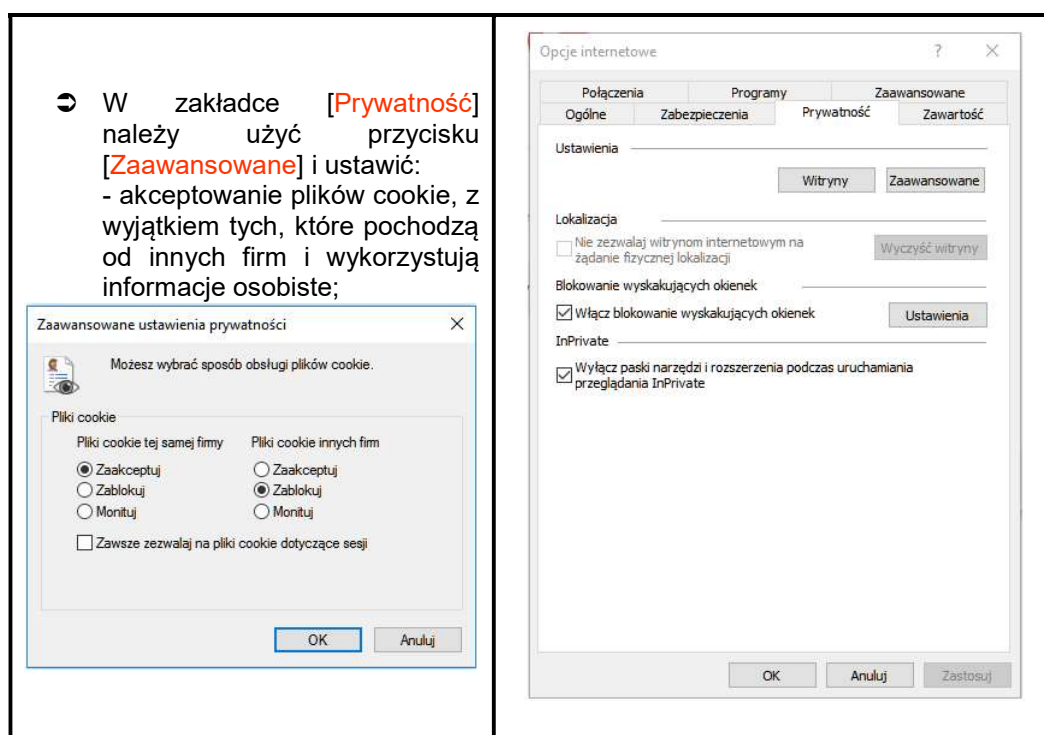 ➲ W zakładce [Prywatność]
należy użyć przycisku
[Zaawansowane] i ustawić:
- akceptowanie plików cookie, z
wyjątkiem tych, które pochodzą
od innych firm i wykorzystują
informacje osobiste;
Zaawansowane ustawienia prywatności
Możesz wybrać sposób obsługi plików cookie.
Pliki cookie
Pliki cookie tej samej firmy Pliki cookie innych firm
Zaakceptuj Zaakceptuj
Zablokuj Zablokuj
Monituj Monituj
Zawsze zezwalaj na pliki cookie dotyczące sesji
OK Anuluj
Opcje internetowe ?
Połączenia Programy Zaawansowane
Ogólne Zabezpieczenia Prywatność Zawartość
Ustawienia
Witryny Zaawansowane
Lokalizacja
Nie zezwalaj witrynom internetowym na
żądanie fizycznej lokalizacji
Wyczyść witryny
Blokowanie wyskakujących okienek
Włącz blokowanie wyskakujących okienek Ustawienia
InPrivate
Wyłącz paski narzędzi i rozszerzenia podczas uruchamiania
przeglądania InPrivate
OK Anuluj Zastosuj